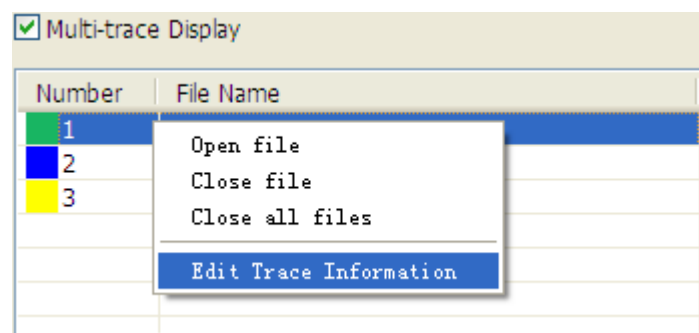 Multi-trace Display
Number File Name
1
Open file
2
Close file
3
Close all files
Edit Trace Information